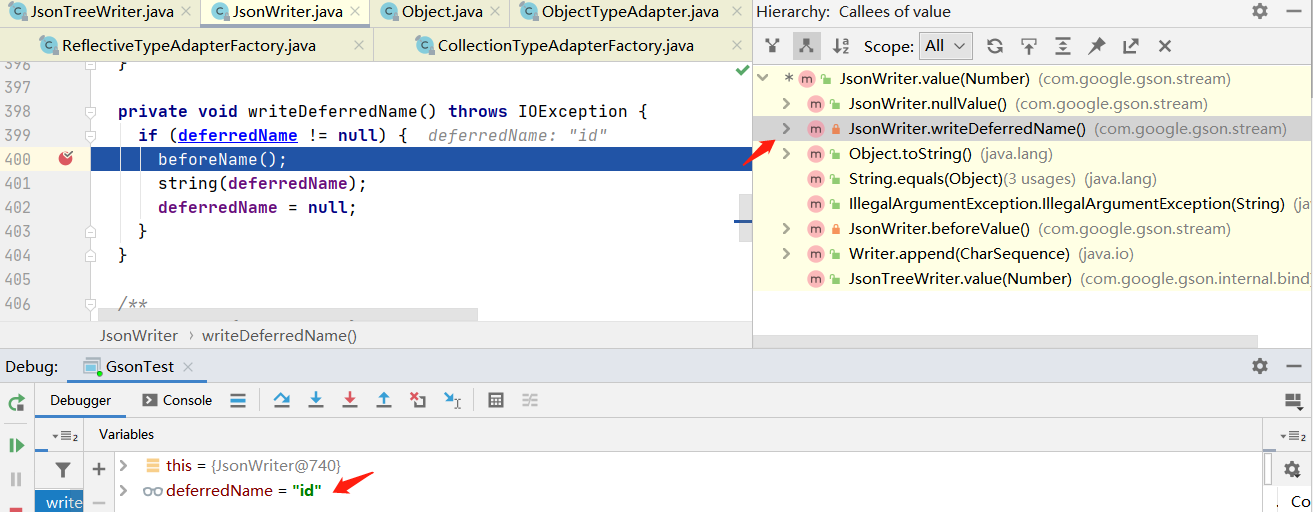 JsonTreeWriter.java JsonWriter.java Object.java ObjectTypeAdapter.java
ReflectiveTypeAdapterFactory.java CollectionTypeAdapterFactory.java
396 }
397
398 private void writeDeferredName() throws IOException {
399 if (deferredName != null) { deferredName: "id"
400 beforeName();
401 string(deferredName);
402 deferredName = null;
403 }
404 }
405
406 /**
JsonWriter › writeDeferredName()
Hierarchy: Callees of value
Scope: All
* m JsonWriter.value(Number) (com.google.gson.stream)
m JsonWriter.nullValue() (com.google.gson.stream)
m JsonWriter.writeDeferredName() (com.google.gson.stream)
m Object.toString() (java.lang)
m String.equals(Object)(3 usages) (java.lang)
m IllegalArgumentException.IllegalArgumentException(String) (ja
m JsonWriter.beforeValue() (com.google.gson.stream)
m Writer.append(CharSequence) (java.io)
m JsonTreeWriter.value(Number) (com.google.gson.internal.bind
Debug: GsonTest
Debugger Console
2 Variables 2
this = {JsonWriter@740}
deferredName = "id"
write Co